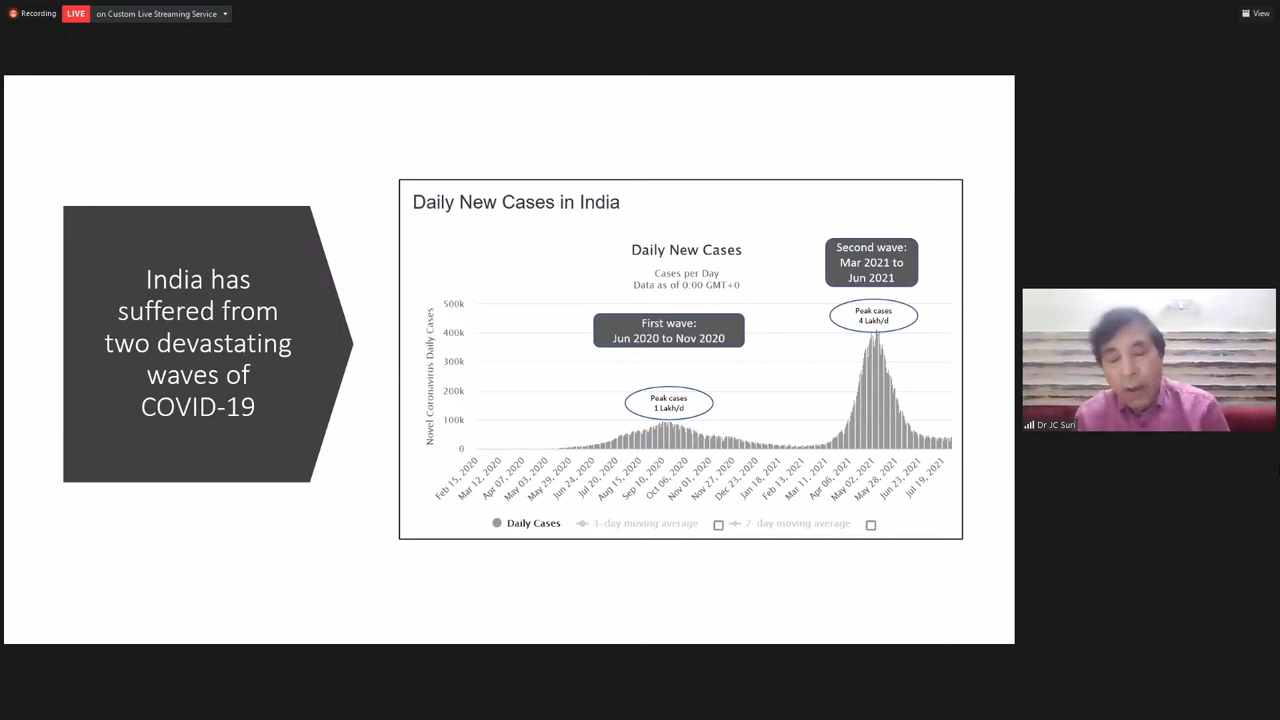 Recording
LIVE on Custom Live Streaming Service
View
India has
suffered from
two devastating
waves of
COVID-19
Daily New Cases in India
Daily New Cases
Cases per Day
Data as of 0:00 GMT+0
Second wave:
Mar 2021 to
Jun 2021
First wave:
Jun 2020 to Nov 2020
Peak cases
4 Lakh/d
Peak cases
1 Lakh/d
Novel Coronavirus Daily Cases
500k
400k
300k
200k
100k
0
Feb 15, 2020
Mar 12, 2020
Apr 07, 2020
May 03, 2020
May 29, 2020
Jun 24, 2020
Jul 20, 2020
Aug 15, 2020
Sep 10, 2020
Oct 06, 2020
Nov 01, 2020
Nov 27, 2020
Dec 23, 2020
Jan 18, 2021
Feb 13, 2021
Mar 11, 2021
Apr 06, 2021
May 02, 2021
May 28, 2021
Jun 23, 2021
Jul 19, 2021
Daily Cases
3-day moving average
7-day moving average
Dr JC Suri